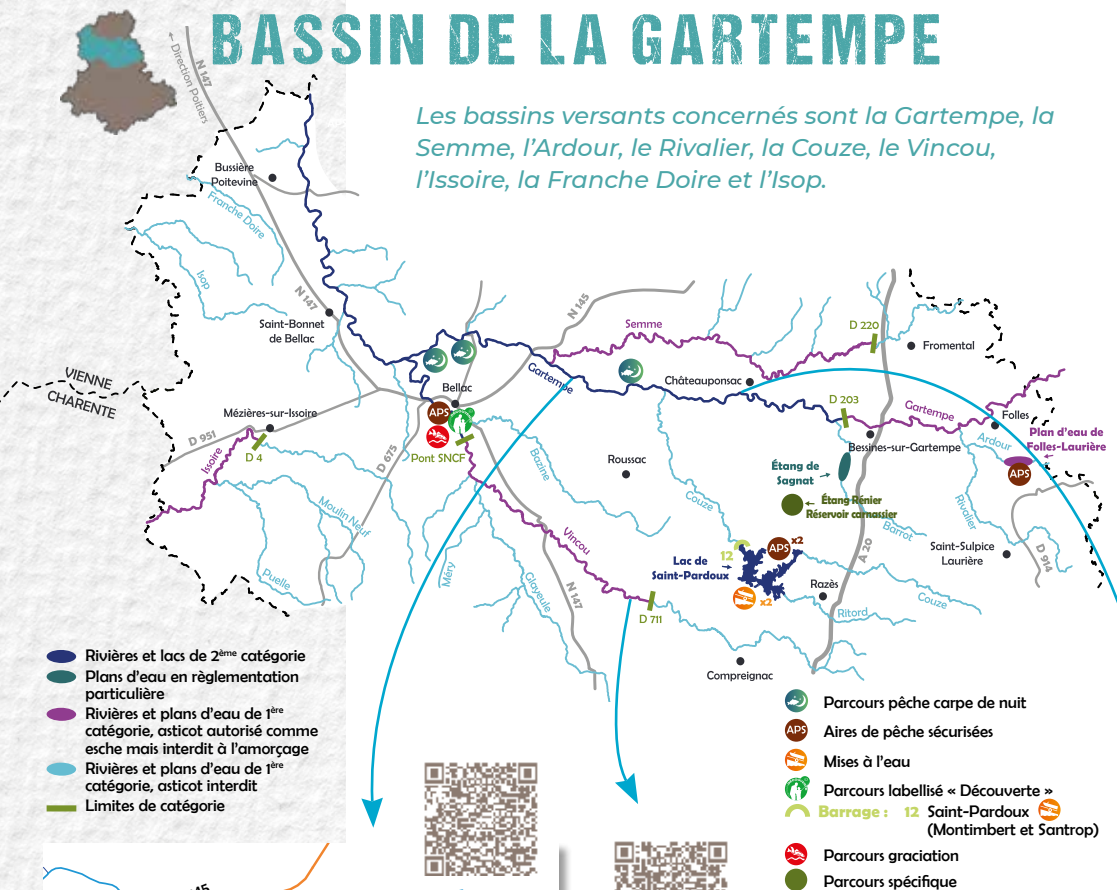 BASSIN DE LA GARTEMPE
Les bassins versants concernés sont la Gartempe, la
Semme, l'Ardour, le Rivalier, la Couze, le Vincou,
l'Issoire, la Franche Doire et l'Isop.
← Direction Poitiers
N 147
Bussière
Poitevine
Franche Doire
Isop
N 147
Saint-Bonnet
de Bellac
N 145
Semme
D 220
Fromental
VIENNE
CHARENTE
Gartempe
Châteauponsac
Bellac
Mézières-sur-Issoire
APS
D 203
Gartempe
Folles
D 951
D 4
Issoire
D 675
Pont SNCF
Bazine
Roussac
Bessines-sur-Gartempe
Ardour
Plan d'eau de
Folles-Laurière
APS
Étang de
Sagnat
Couze
Étang Rénier
Réservoir carnassier
Moulin Neuf
Rivalier
Barrot
Vincou
12
APS
x2
Saint-Sulpice
Laurière
D 914
A 20
Lac de
Saint-Pardoux
Puelle
Méry
Glayeule
N 147
x2
Razès
Couze
D 711
Ritord
Compreignac
Rivières et lacs de 2ème catégorie
Plans d'eau en règlementation
particulière
Rivières et plans d'eau de 1ère
catégorie, asticot autorisé comme
esche mais interdit à l'amorçage
Rivières et plans d'eau de 1ère
catégorie, asticot interdit
Limites de catégorie
Parcours pêche carpe de nuit
APS
Aires de pêche sécurisées
Mises à l'eau
Parcours labellisé « Découverte »
Barrage : 12 Saint-Pardoux
(Montimbert et Santrop)
Parcours graciation
Parcours spécifique